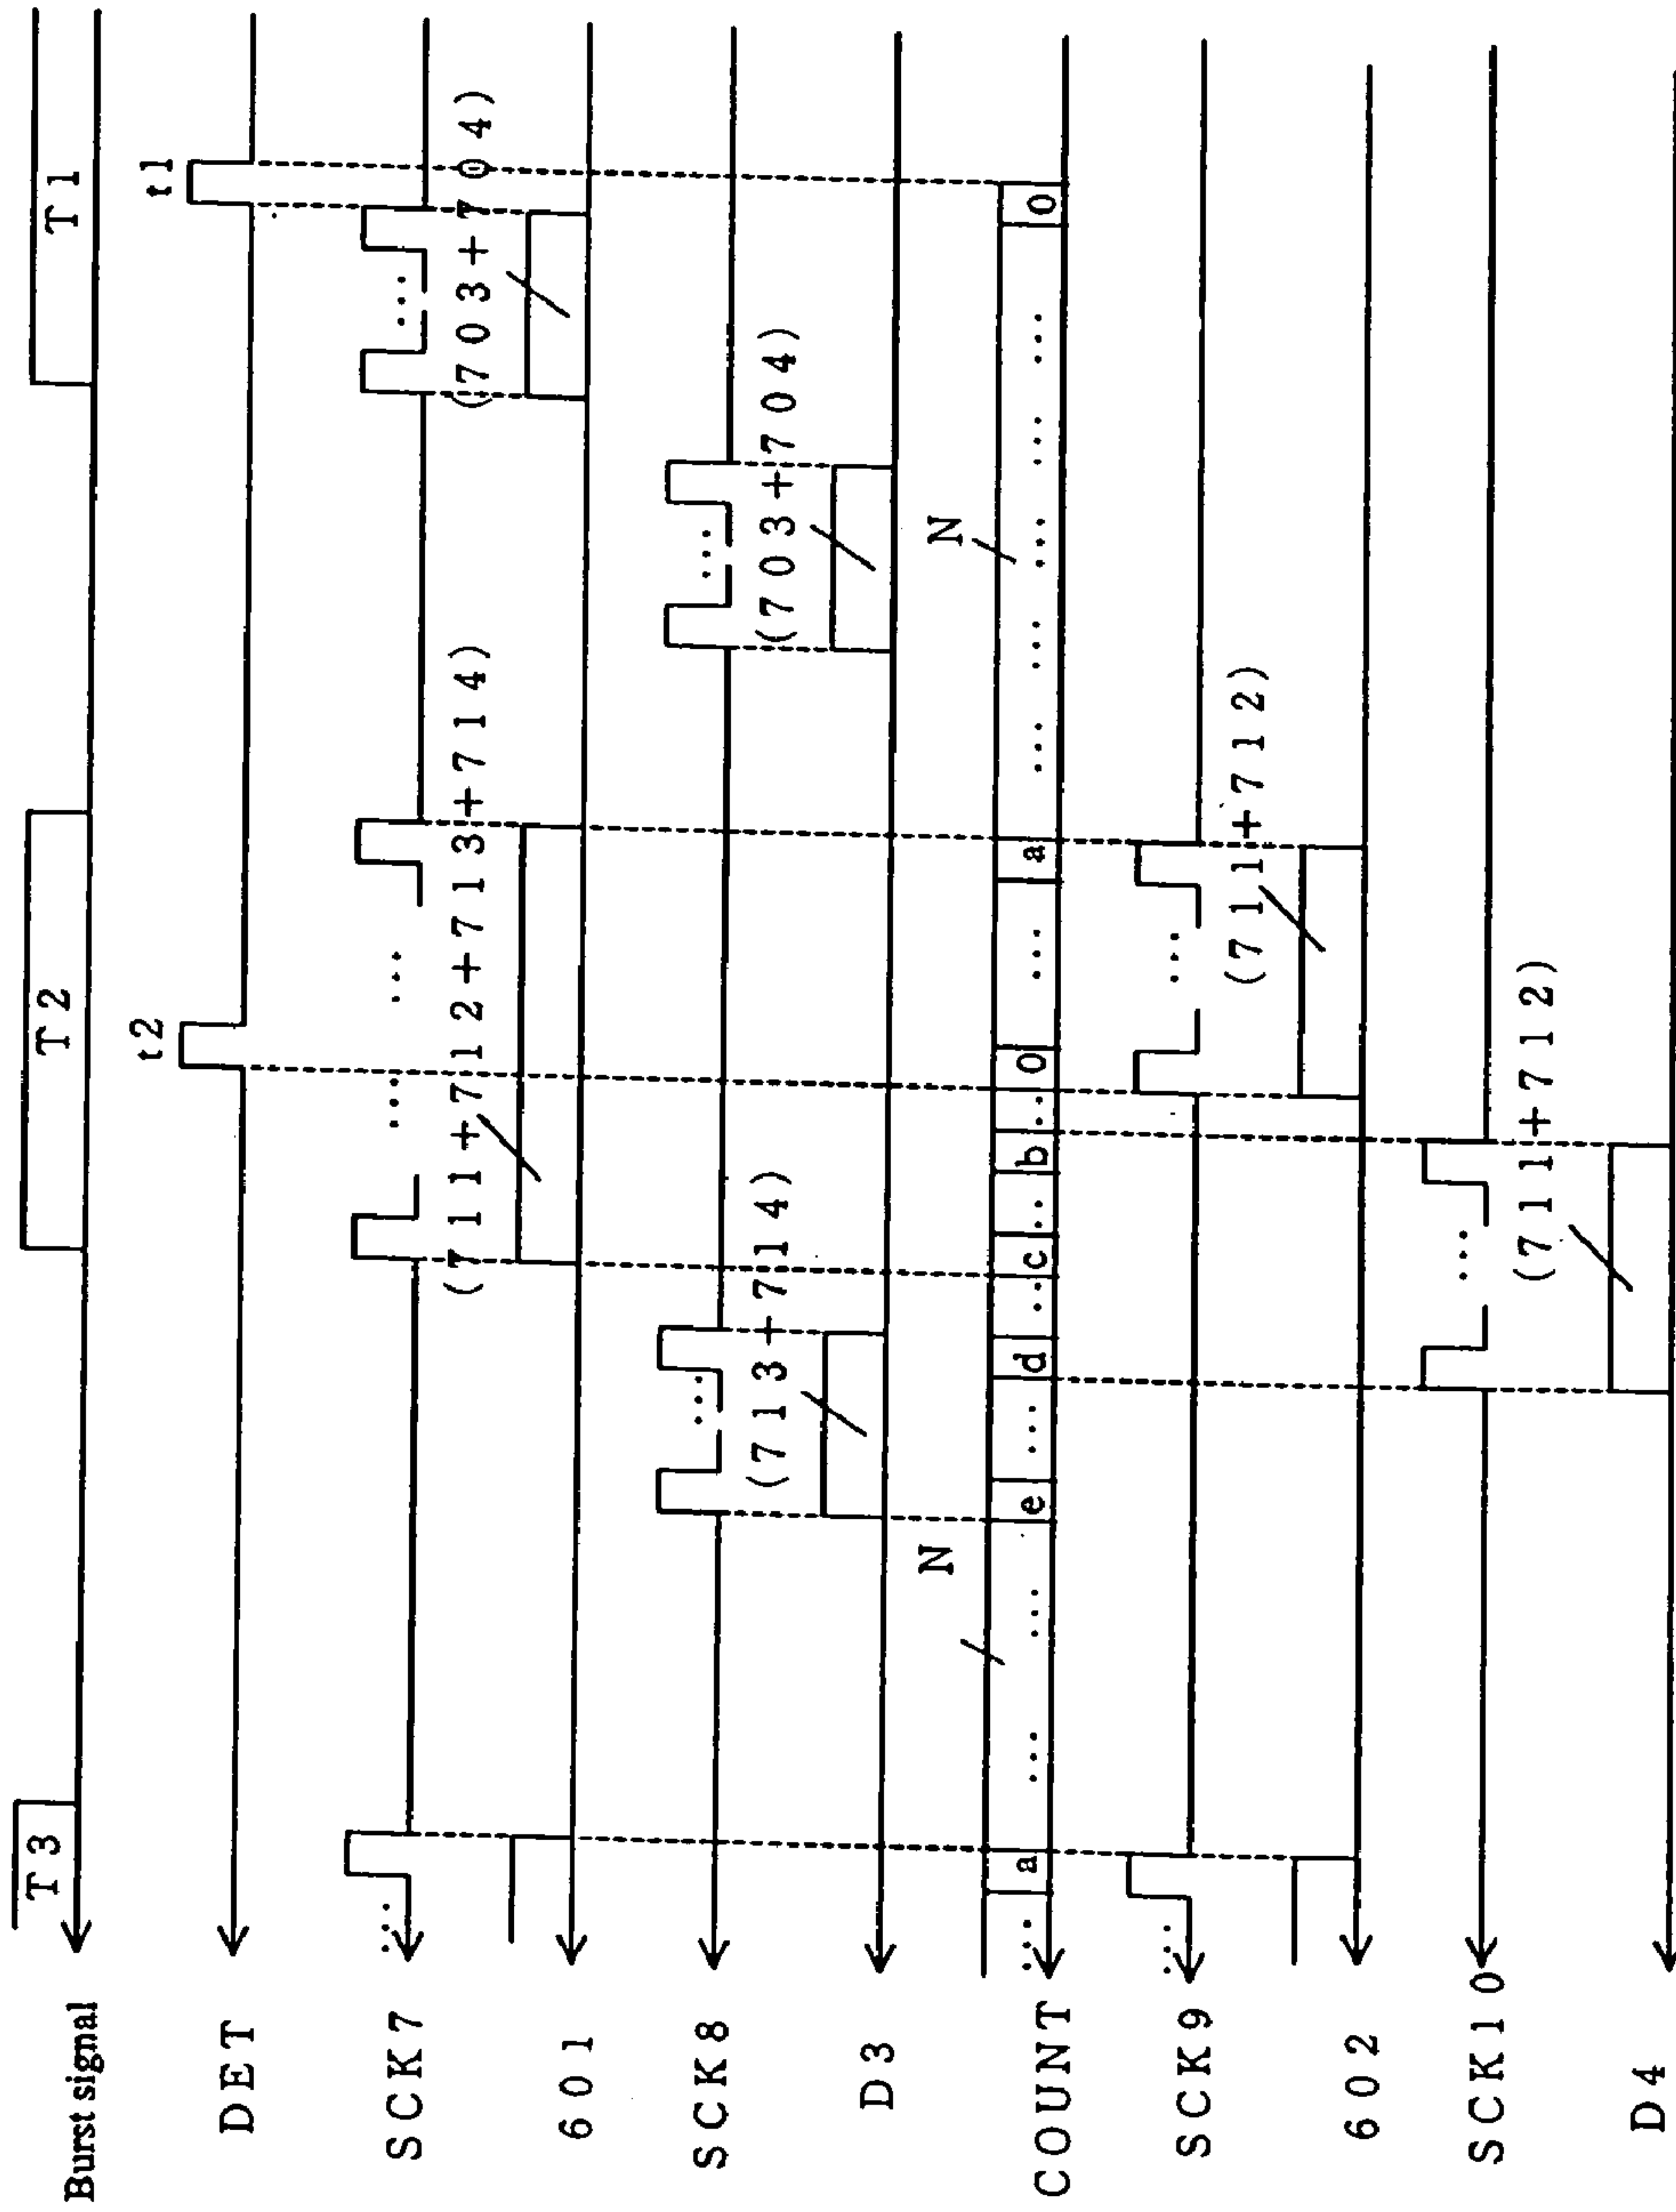 Burst signal T3 T2 T1
DET t2 t1
SCK7 ... ... ... ...
601 (711+712+713+714) (703+704)
SCK8 ... ...
D3 (713+714) (703+704)
N N
COUNT ... a ... ... e ... d .. c .. b .. 0 ... a ... ... ... ... ... 0
SCK9 ... ...
602 (711+712)
SCK10 ...
D4 (711+712)